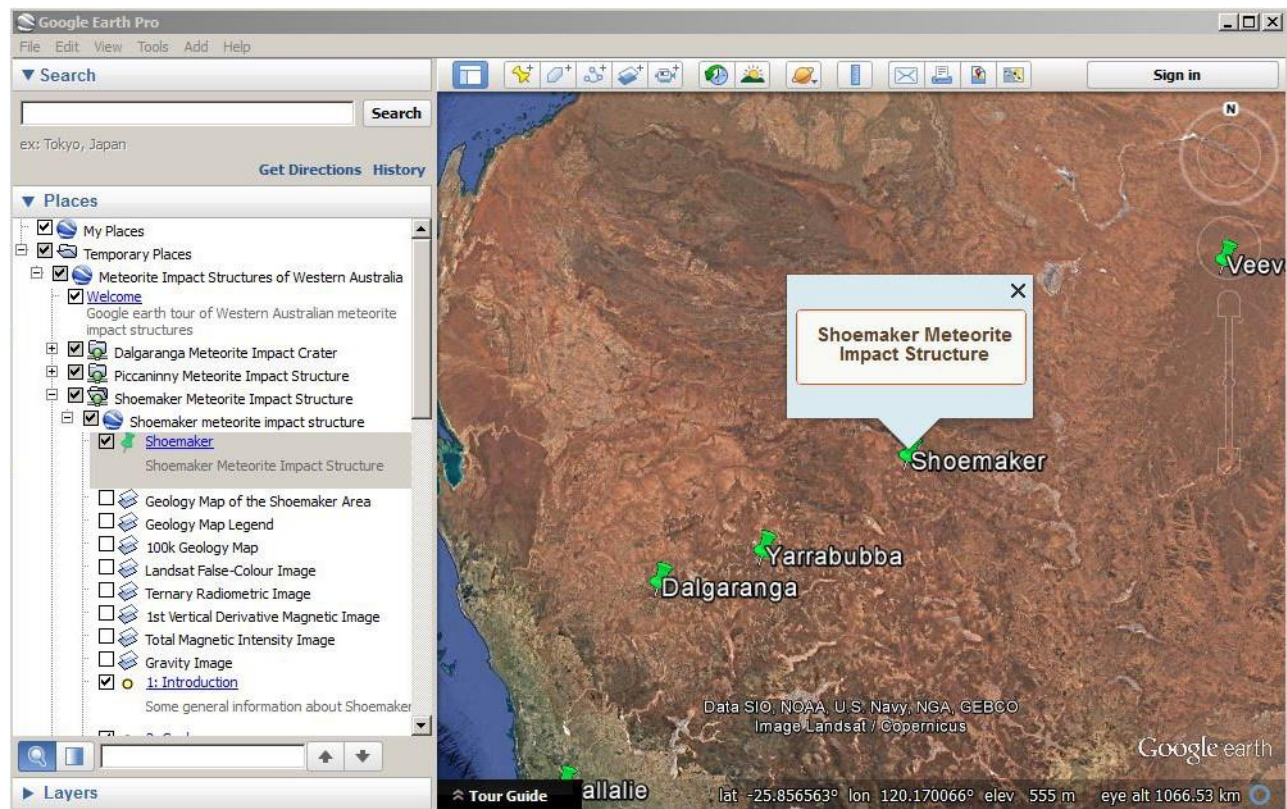 Google Earth Pro
File Edit View Tools Add Help
Search
Search
ex: Tokyo, Japan
Get Directions History
Places
My Places
Temporary Places
Meteorite Impact Structures of Western Australia
Welcome
Google earth tour of Western Australian meteorite
impact structures
Dalgaranga Meteorite Impact Crater
Piccaninny Meteorite Impact Structure
Shoemaker Meteorite Impact Structure
Shoemaker meteorite impact structure
Shoemaker
Shoemaker Meteorite Impact Structure
Geology Map of the Shoemaker Area
Geology Map Legend
100k Geology Map
Landsat False-Colour Image
Ternary Radiometric Image
1st Vertical Derivative Magnetic Image
Total Magnetic Intensity Image
Gravity Image
1: Introduction
Some general information about Shoemaker
Layers
Sign in
N
Veev
Shoemaker Meteorite
Impact Structure
Shoemaker
Yarrabubba
Dalgaranga
Data SIO, NOAA, U.S. Navy, NGA, GEBCO
Image Landsat / Copernicus
Google earth
allalie
Tour Guide
lat -25.856563° lon 120.170066° elev 555 m eye alt 1066.53 km